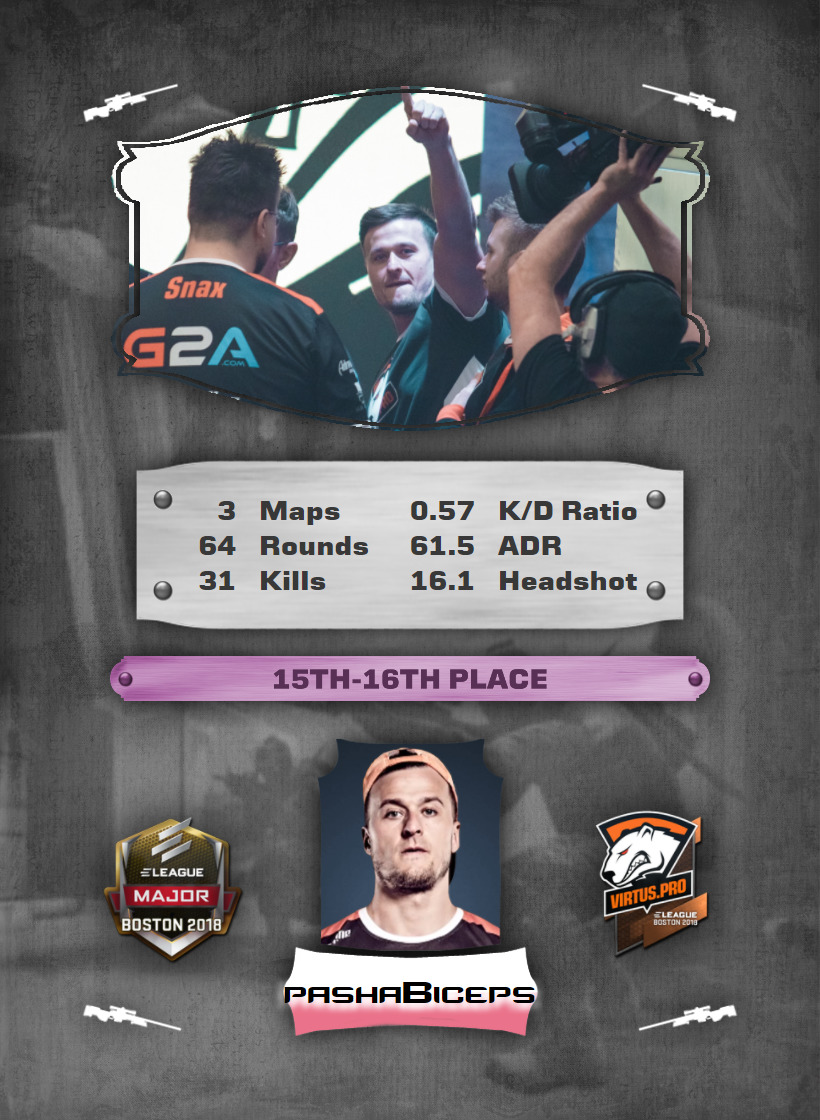 Snax
G2A
.COM
3 Maps 0.57 K/D Ratio
64 Rounds 61.5 ADR
31 Kills 16.1 Headshot
15TH-16TH PLACE
ELEAGUE
MAJOR
BOSTON 2018
VIRTUS.PRO
ELEAGUE
BOSTON 2018
PASHABICEPS